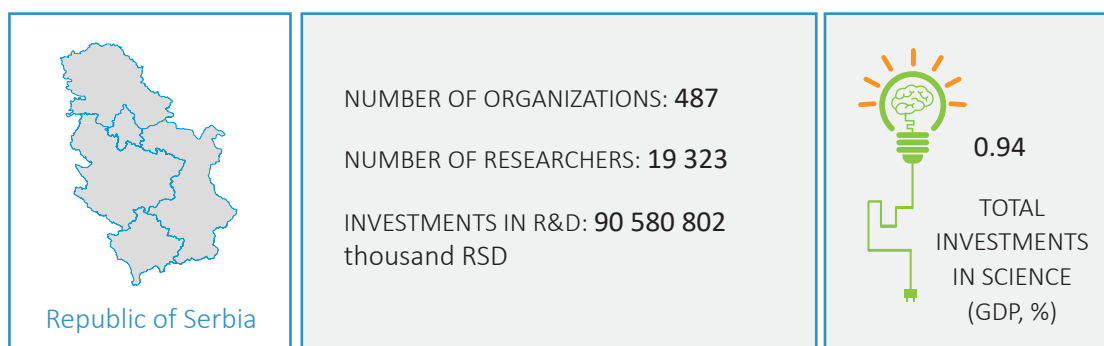 Republic of Serbia
NUMBER OF ORGANIZATIONS: 487
NUMBER OF RESEARCHERS: 19 323
INVESTMENTS IN R&D: 90 580 802
thousand RSD
0.94
TOTAL
INVESTMENTS
IN SCIENCE
(GDP, %)